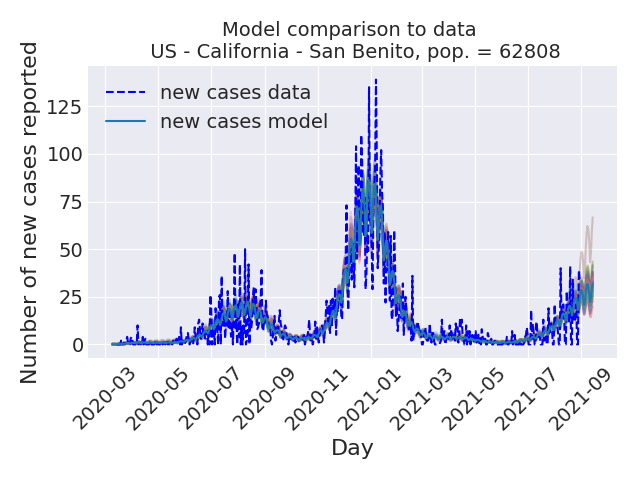 Model comparison to data
US - California - San Benito, pop. = 62808
Number of new cases reported
new cases data
new cases model
125
100
75
50
25
0
2020-03
2020-05
2020-07
2020-09
2020-11
2021-01
2021-03
2021-05
2021-07
2021-09
Day